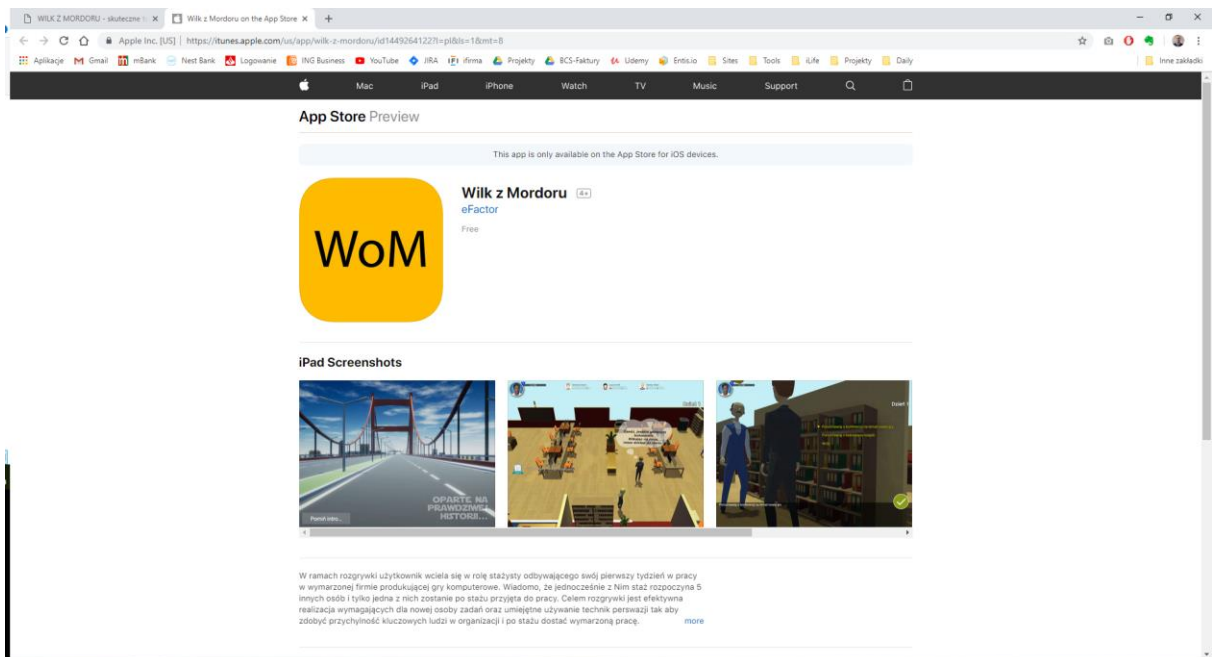 WILK Z MORDORU - skuteczne
Wilk z Mordoru on the App Store
Apple Inc. [US] | https://itunes.apple.com/us/app/wilk-z-mordoru/id1449264122?l=pl&ls=1&mt=8
Aplikacje Gmail mBank Nest Bank Logowanie ING Business YouTube JIRA ifirma Projekty BCS-Faktury Udemy Entis.io Sites Tools iLife Projekty Daily Inne zakładki
Mac iPad iPhone Watch TV Music Support
App Store Preview
This app is only available on the App Store for iOS devices.
WoM
Wilk z Mordoru 4+
eFactor
Free
iPad Screenshots
OPARTE NA
PRAWDZIWEJ
HISTORII...
Pomiń intro...
Dzień 1
Dzień 1
W ramach rozgrywki użytkownik wciela się w rolę stażysty odbywającego swój pierwszy tydzień w pracy
w wymarzonej firmie produkującej gry komputerowe. Wiadomo, że jednocześnie z Nim staż rozpoczyna 5
innych osób i tylko jedna z nich zostanie po stażu przyjęta do pracy. Celem rozgrywki jest efektywna
realizacja wymagających dla nowej osoby zadań oraz umiejętne używanie technik perswazji tak aby
zdobyć przychylność kluczowych ludzi w organizacji i po stażu dostać wymarzoną pracę. more